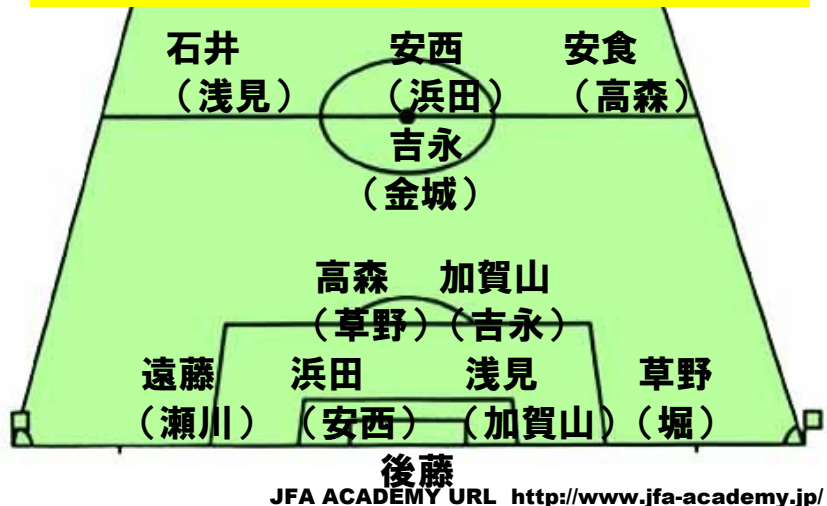 石井 安西 安食
（浅見） （浜田） （高森）
吉永
（金城）
高森 加賀山
（草野）（吉永）
遠藤 浜田 浅見 草野
（瀬川） （安西） （加賀山）（堀）
後藤
JFA ACADEMY URL http://www.jfa-academy.jp/